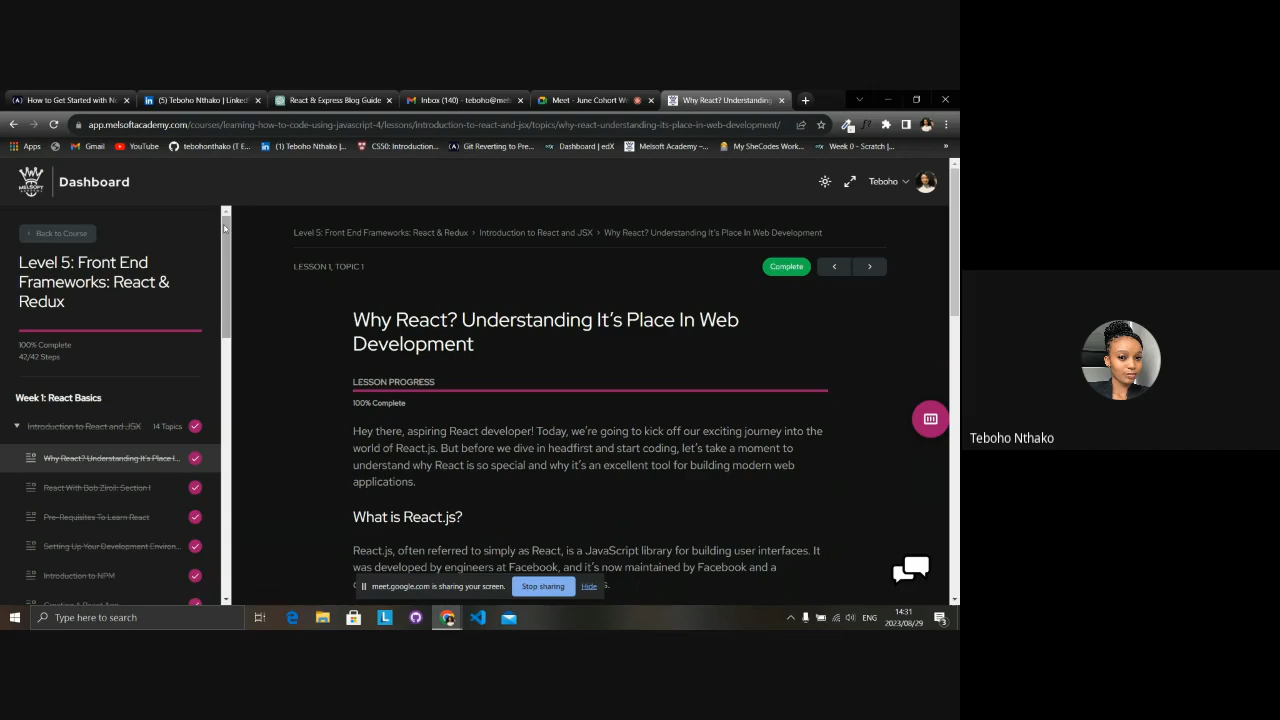 How to Get Started with No
(5) Teboho Nthako | Linked
React & Express Blog Guide
Inbox (140) - teboho@mel
Meet - June Cohort W
Why React? Understanding
app.melsoftacademy.com/courses/learning-how-to-code-using-javascript-4/lessons/introduction-to-react-and-jsx/topics/why-react-understanding-its-place-in-web-development/
Apps
Gmail
YouTube
tebohonthako (T E...
(1) Teboho Nthako |...
CS50: Introduction...
Git Reverting to Pre...
Dashboard | edX
Melsoft Academy –...
My SheCodes Work...
Week 0 - Scratch |...
»
MELSOFT
Dashboard
Teboho
Back to Course
Level 5: Front End
Frameworks: React &
Redux
100% Complete
42/42 Steps
Week 1: React Basics
Introduction to React and JSX 14 Topics
Why React? Understanding It's Place I...
React With Bob Ziroll: Section I
Pre-Requisites To Learn React
Setting Up Your Development Environ...
Introduction to NPM
Creating A React App
Level 5: Front End Frameworks: React & Redux › Introduction to React and JSX › Why React? Understanding It's Place In Web Development
LESSON 1, TOPIC 1
Complete
Why React? Understanding It's Place In Web
Development
LESSON PROGRESS
100% Complete
Hey there, aspiring React developer! Today, we're going to kick off our exciting journey into the
world of React.js. But before we dive in headfirst and start coding, let's take a moment to
understand why React is so special and why it's an excellent tool for building modern web
applications.
What is React.js?
React.js, often referred to simply as React, is a JavaScript library for building user interfaces. It
was developed by engineers at Facebook, and it's now maintained by Facebook and a
meet.google.com is sharing your screen.
Stop sharing
Hide
Type here to search
ENG
14:31
2023/08/29
3
Teboho Nthako